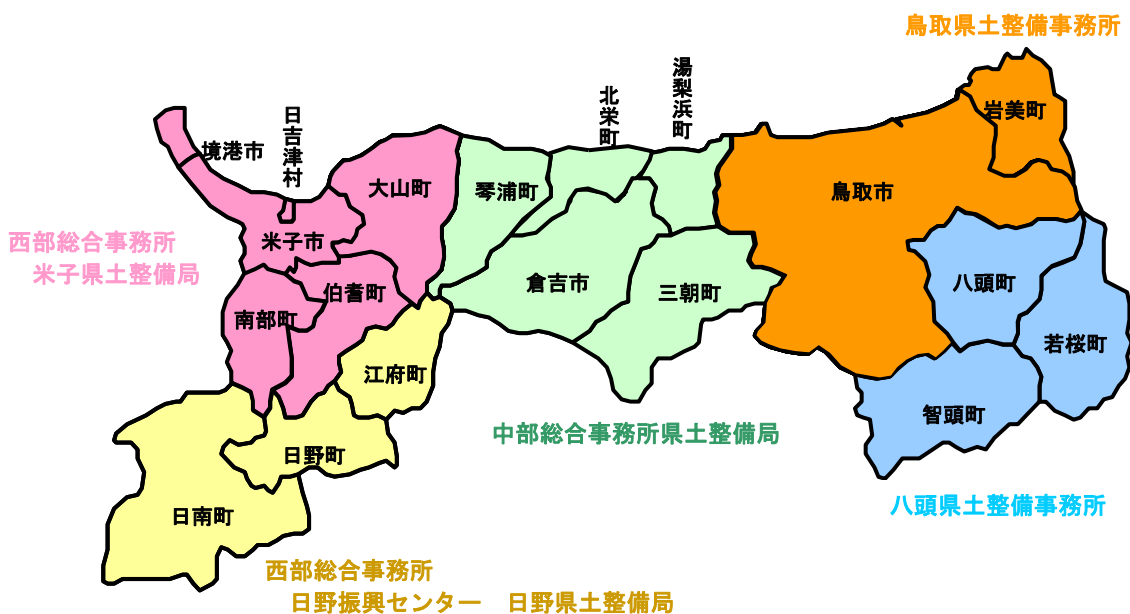 鳥取県土整備事務所
岩美町
湯梨浜町
北栄町
日吉津村
境港市
大山町
琴浦町
鳥取市
米子市
西部総合事務所
米子県土整備局
倉吉市
三朝町
八頭町
伯耆町
南部町
若桜町
江府町
智頭町
中部総合事務所県土整備局
日野町
八頭県土整備事務所
日南町
西部総合事務所
日野振興センター　日野県土整備局